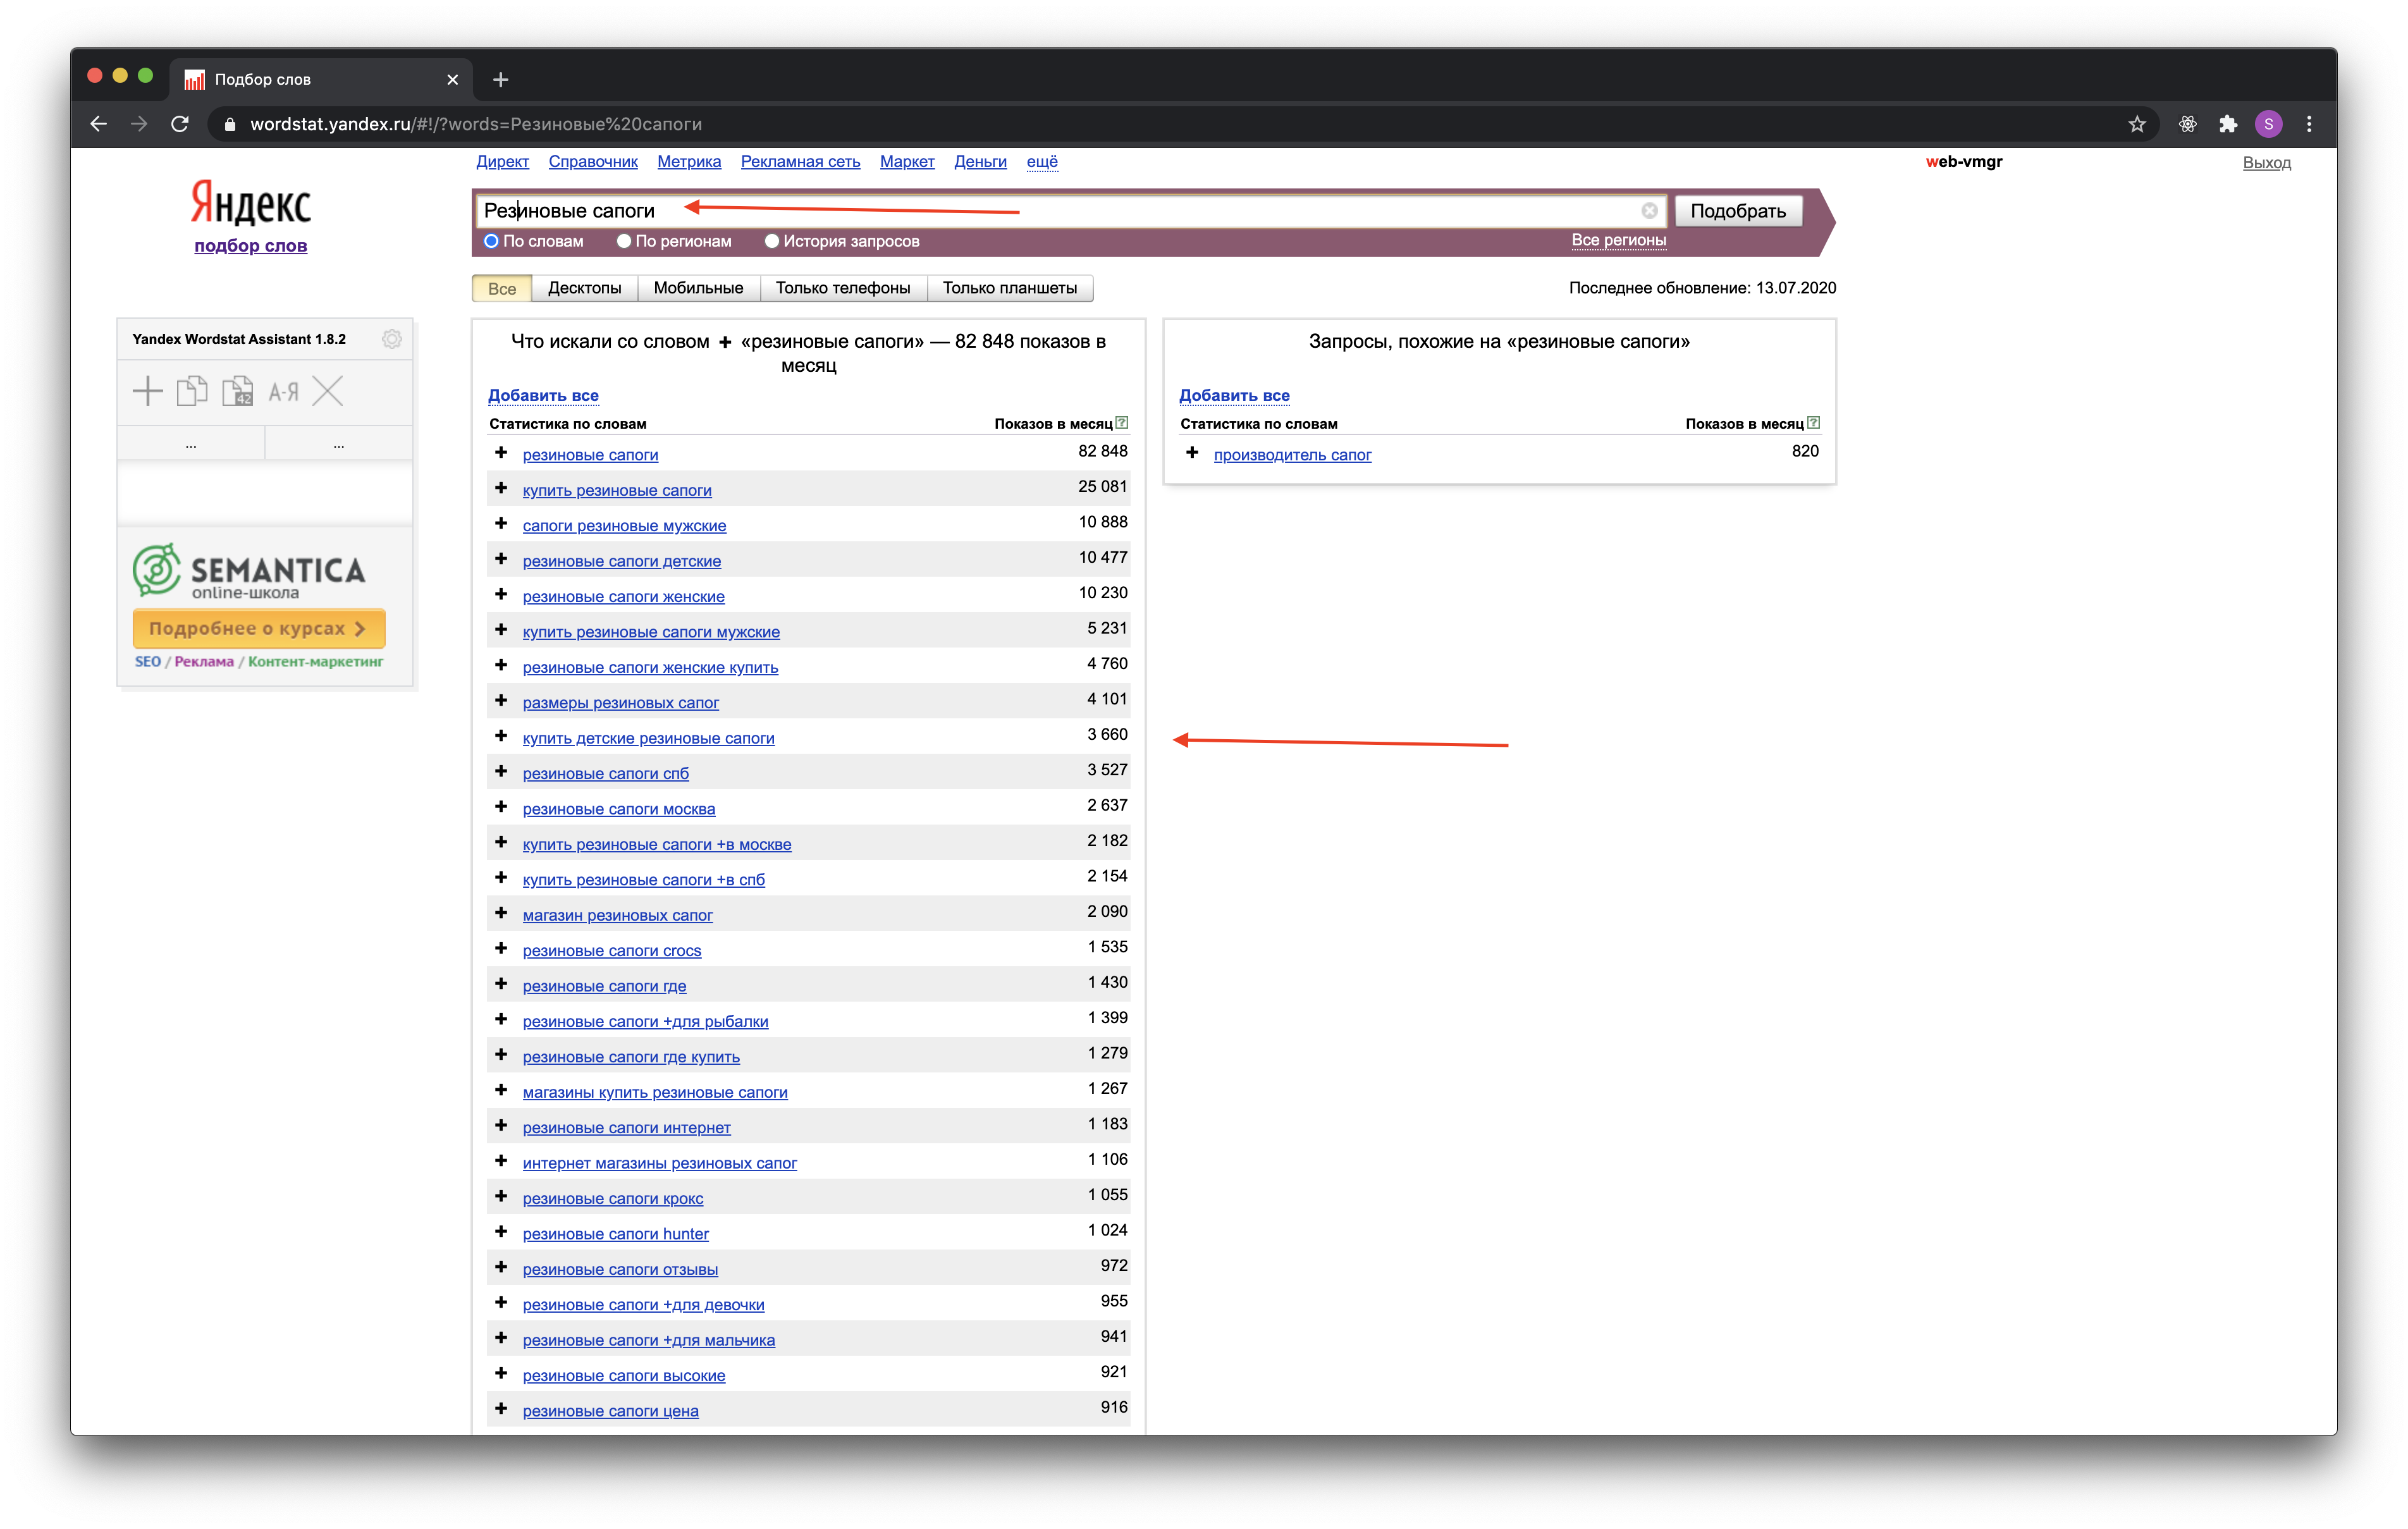 Подбор слов
wordstat.yandex.ru/#!/?words=Резиновые%20сапоги
S
Директ Справочник Метрика Рекламная сеть Маркет Деньги ещё
web-vmgr
Выход
Яндекс
подбор слов
Резиновые сапоги
Подобрать
По словам По регионам История запросов
Все регионы
Все Десктопы Мобильные Только телефоны Только планшеты
Последнее обновление: 13.07.2020
Yandex Wordstat Assistant 1.8.2
42 А-Я
... ...
SEMANTICA
online-школа
Подробнее о курсах
SEO / Реклама / Контент-маркетинг
Что искали со словом + «резиновые сапоги» — 82 848 показов в
месяц
Добавить все
Статистика по словам Показов в месяц ?
+ резиновые сапоги 82 848
+ купить резиновые сапоги 25 081
+ сапоги резиновые мужские 10 888
+ резиновые сапоги детские 10 477
+ резиновые сапоги женские 10 230
+ купить резиновые сапоги мужские 5 231
+ резиновые сапоги женские купить 4 760
+ размеры резиновых сапог 4 101
+ купить детские резиновые сапоги 3 660
+ резиновые сапоги спб 3 527
+ резиновые сапоги москва 2 637
+ купить резиновые сапоги +в москве 2 182
+ купить резиновые сапоги +в спб 2 154
+ магазин резиновых сапог 2 090
+ резиновые сапоги crocs 1 535
+ резиновые сапоги где 1 430
+ резиновые сапоги +для рыбалки 1 399
+ резиновые сапоги где купить 1 279
+ магазины купить резиновые сапоги 1 267
+ резиновые сапоги интернет 1 183
+ интернет магазины резиновых сапог 1 106
+ резиновые сапоги крокс 1 055
+ резиновые сапоги hunter 1 024
+ резиновые сапоги отзывы 972
+ резиновые сапоги +для девочки 955
+ резиновые сапоги +для мальчика 941
+ резиновые сапоги высокие 921
+ резиновые сапоги цена 916
Запросы, похожие на «резиновые сапоги»
Добавить все
Статистика по словам Показов в месяц ?
+ производитель сапог 820